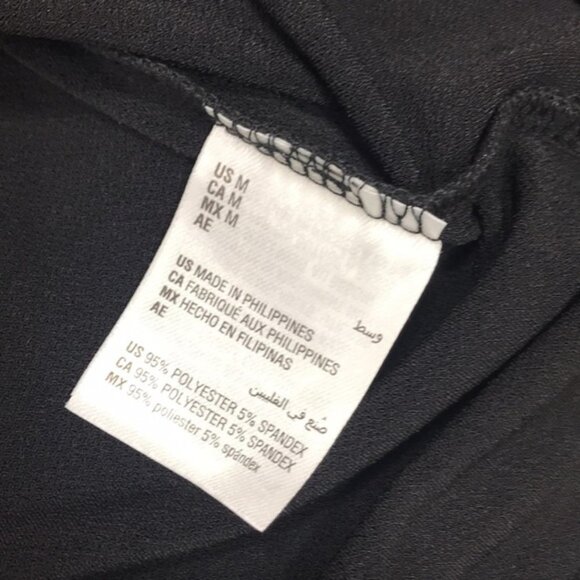 US M
CA M
MX M
AE وسط
US MADE IN PHILIPPINES
CA FABRIQUÉ AUX PHILIPPINES
MX HECHO EN FILIPINAS
AE صُنع في الفلبين
US 95% POLYESTER 5% SPANDEX
CA 95% POLYESTER 5% SPANDEX
MX 95% poliéster 5% spándex